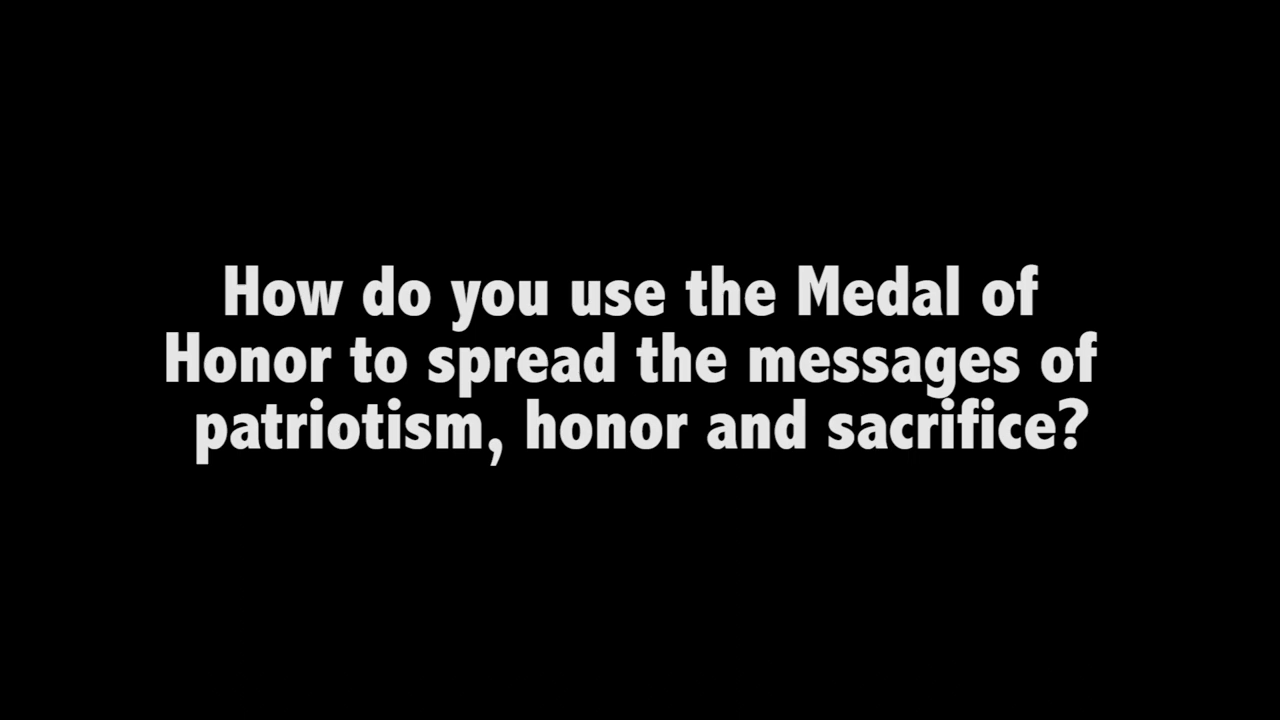 How do you use the Medal of
Honor to spread the messages of
patriotism, honor and sacrifice?